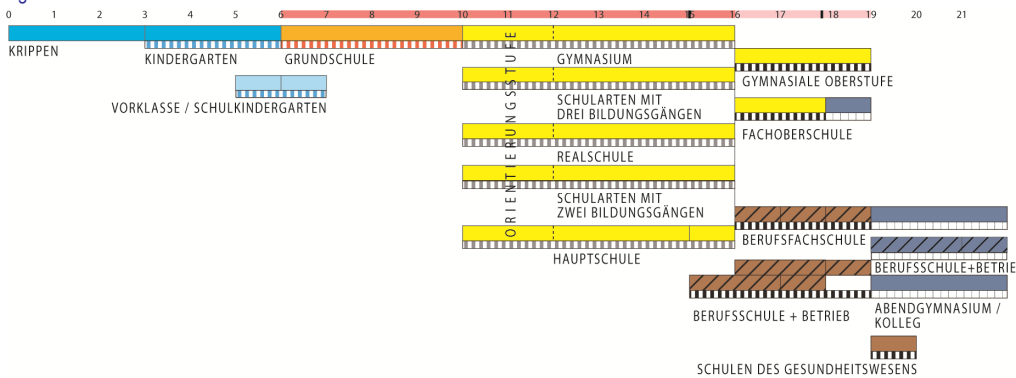 0 1 2 3 4 5 6 7 8 9 10 11 12 13 14 15 16 17 18 19 20 21
KRIPPEN
KINDERGARTEN
GRUNDSCHULE
GYMNASIUM
GYMNASIALE OBERSTUFE
VORKLASSE / SCHULKINDERGARTEN
SCHULARTEN MIT
DREI BILDUNGSGÄNGEN
FACHOBERSCHULE
ORIENTIERUNGSSTUFE
REALSCHULE
SCHULARTEN MIT
ZWEI BILDUNGSGÄNGEN
BERUFSFACHSCHULE
HAUPTSCHULE
BERUFSSCHULE+BETRIE
BERUFSSCHULE + BETRIEB
ABENDGYMNASIUM /
KOLLEG
SCHULEN DES GESUNDHEITSWESENS